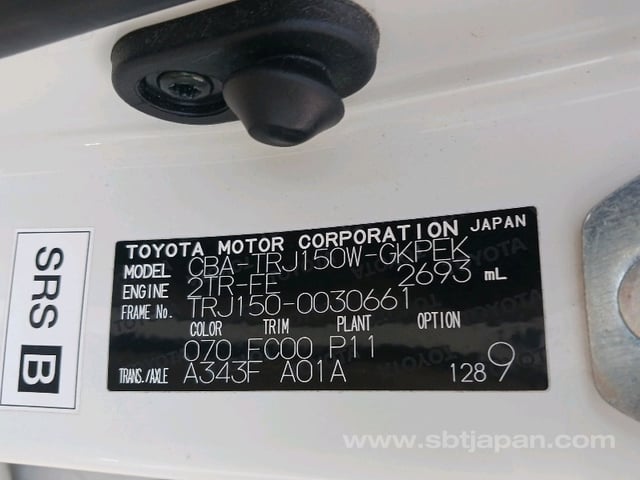 TOYOTA MOTOR CORPORATION JAPAN
MODEL CBA-TRJ150W-GKPEK
ENGINE 2TR-FE 2693 mL
FRAME No. TRJ150-0030661
COLOR TRIM PLANT OPTION
070 FC00 P11
TRANS./AXLE A343F A01A 128 9
SRS B
www.sbtjapan.com